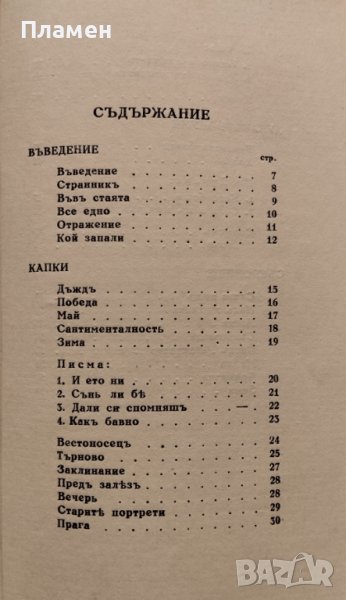 Пламен
СЪДЪРЖАНИЕ
ВЪВЕДЕНИЕ
стр.
Въведение 7
Странникъ 8
Въвъ стаята 9
Все едно 10
Отражение 11
Кой запали 12
КАПКИ
Дъждъ 15
Победа 16
Май 17
Сантименталность 18
Зима 19
Писма:
1. И ето ни 20
2. Сънь ли бѣ 21
3. Дали си спомняшъ 22
4. Какъ бавно 23
Вестоносецъ 24
Търново 25
Заклинание 27
Предъ залѣзъ 28
Вечерь 28
Старитѣ портрети 29
Прага 30
БАZАР